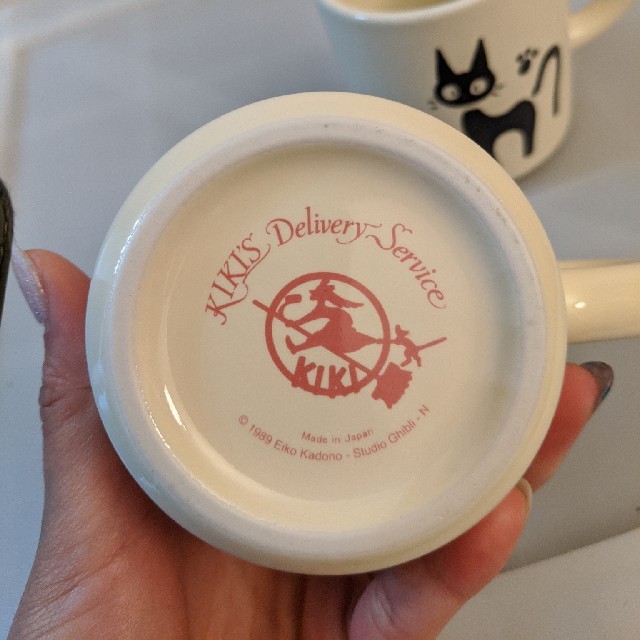 KIKI'S Delivery Service
KIKI
Made in Japan
© 1989 Eiko Kadono - Studio Ghibli - N